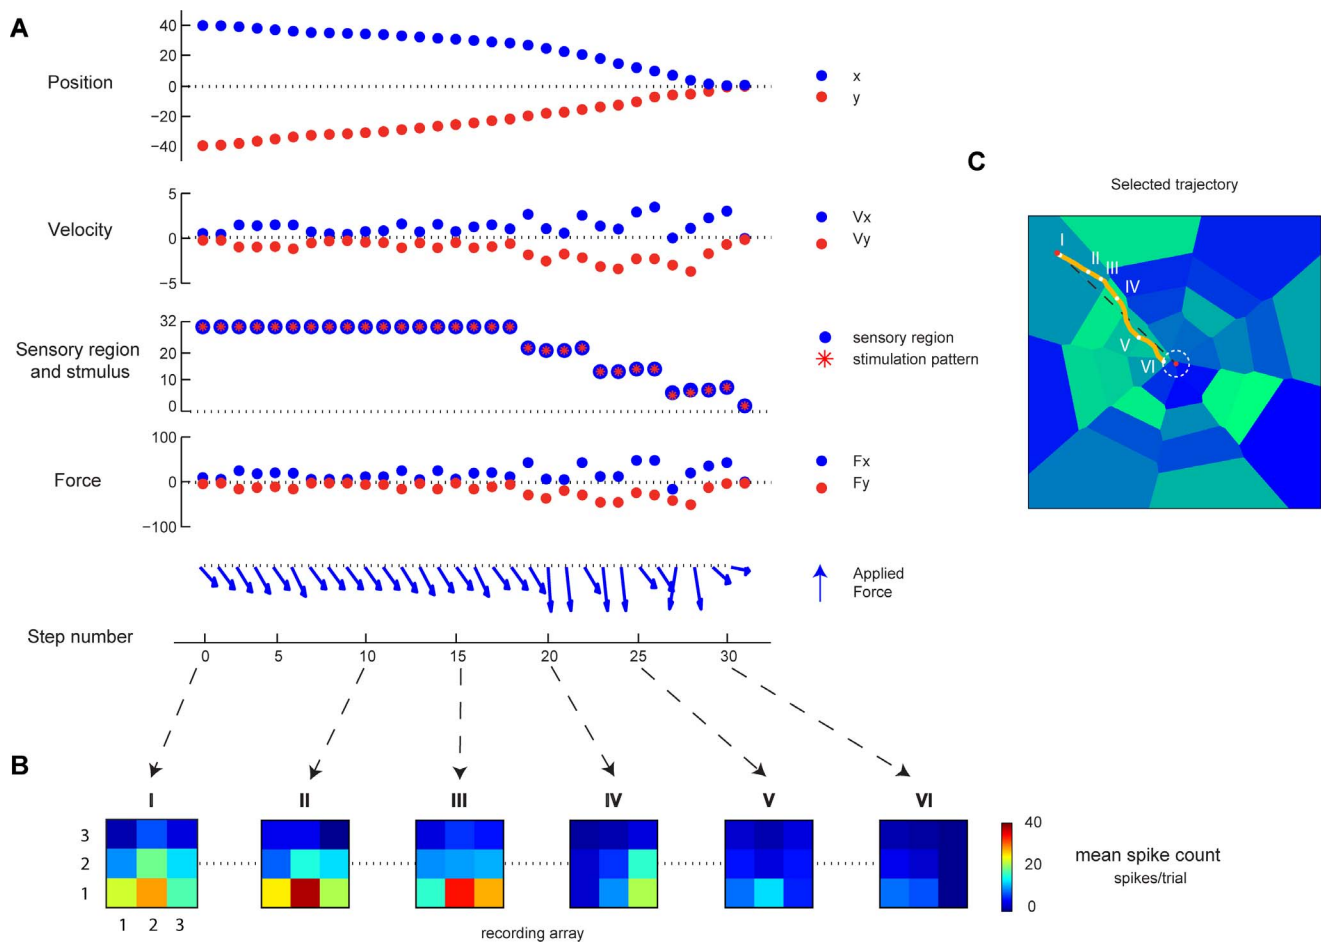 A
Position
40
20
0
−20
−40
x
y
Velocity
5
0
−5
Vx
Vy
Sensory region
and stmulus
32
20
10
0
sensory region
stimulation pattern
Force
100
0
−100
Fx
Fy
Applied
Force
Step number
0 5 10 15 20 25 30
C
Selected trajectory
I
II
III
IV
V
VI
B
I II III IV V VI
3
2
1
1 2 3
recording array
40
20
0
mean spike count
spikes/trial